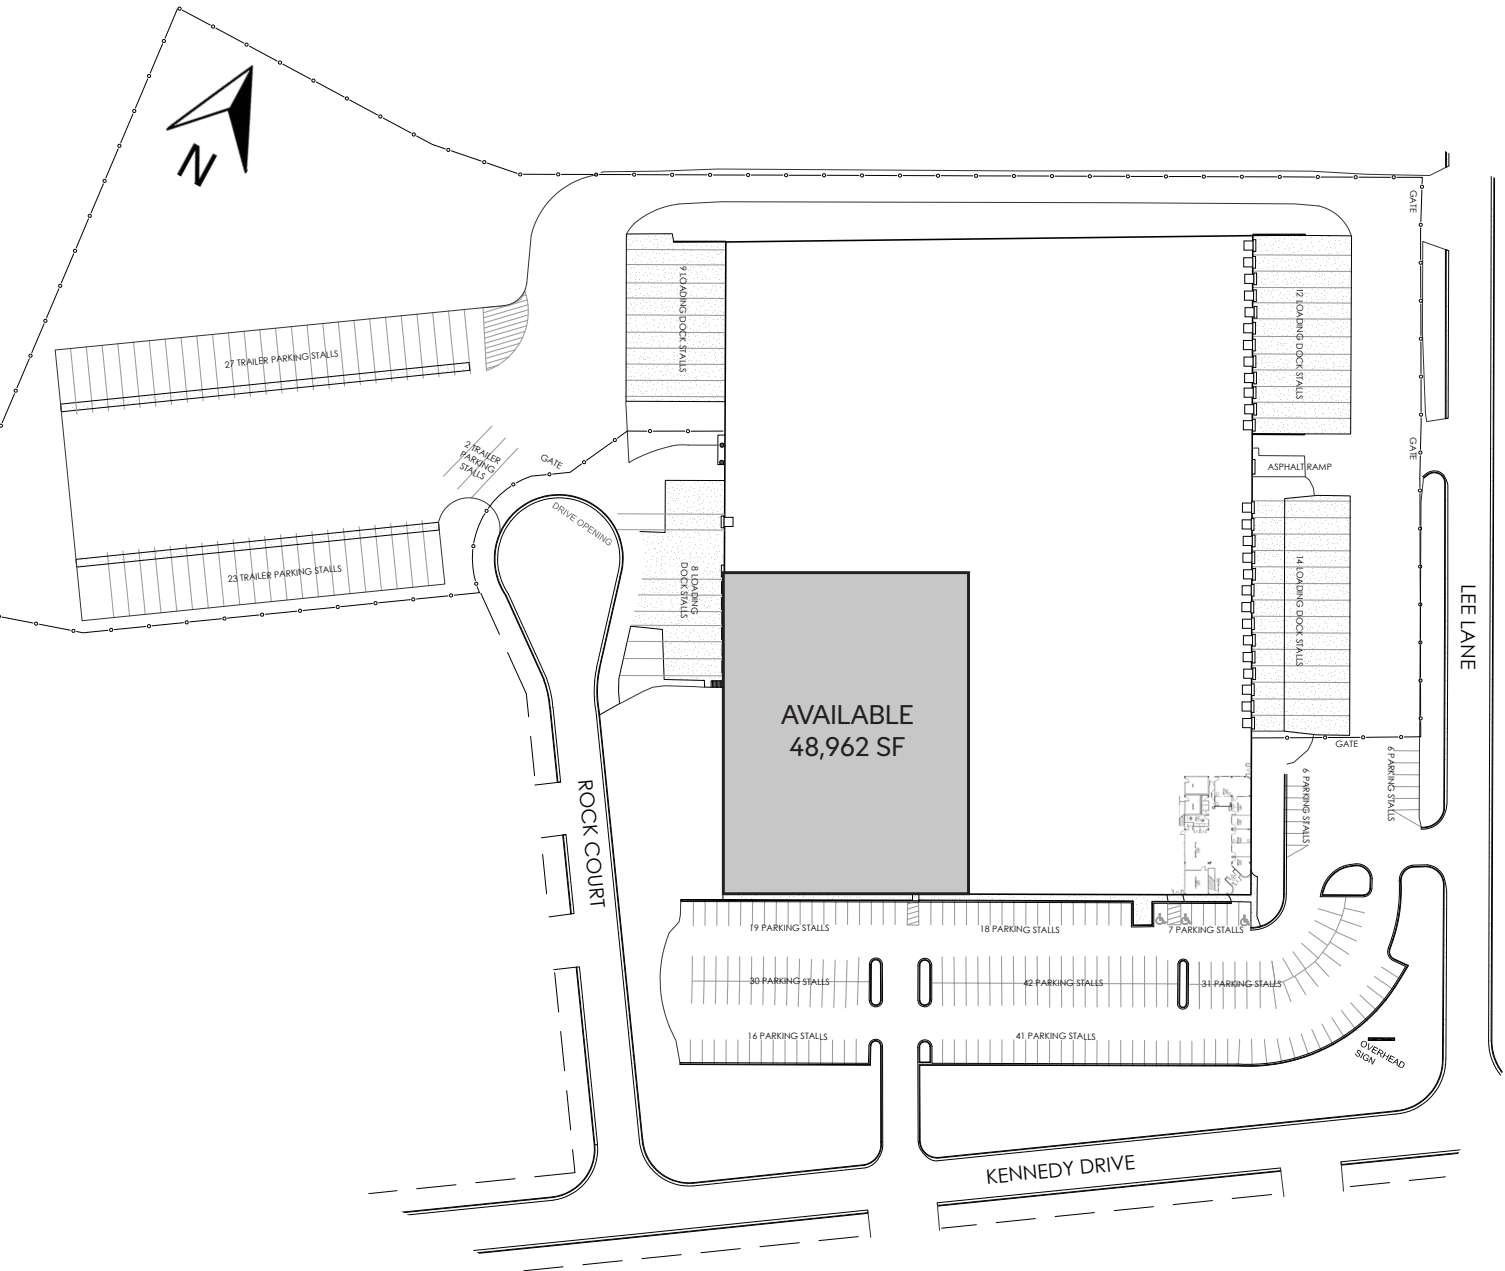 N
GATE
9 LOADING DOCK STALLS
12 LOADING DOCK STALLS
27 TRAILER PARKING STALLS
2 TRAILER
PARKING
STALLS
GATE
GATE
ASPHALT RAMP
DRIVE OPENING
23 TRAILER PARKING STALLS
8 LOADING
DOCK STALLS
14 LOADING DOCK STALLS
LEE LANE
AVAILABLE
48,962 SF
GATE
6 PARKING STALLS
6 PARKING STALLS
ROCK COURT
19 PARKING STALLS
18 PARKING STALLS
7 PARKING STALLS
30 PARKING STALLS
42 PARKING STALLS
31 PARKING STALLS
16 PARKING STALLS
41 PARKING STALLS
OVERHEAD
SIGN
KENNEDY DRIVE